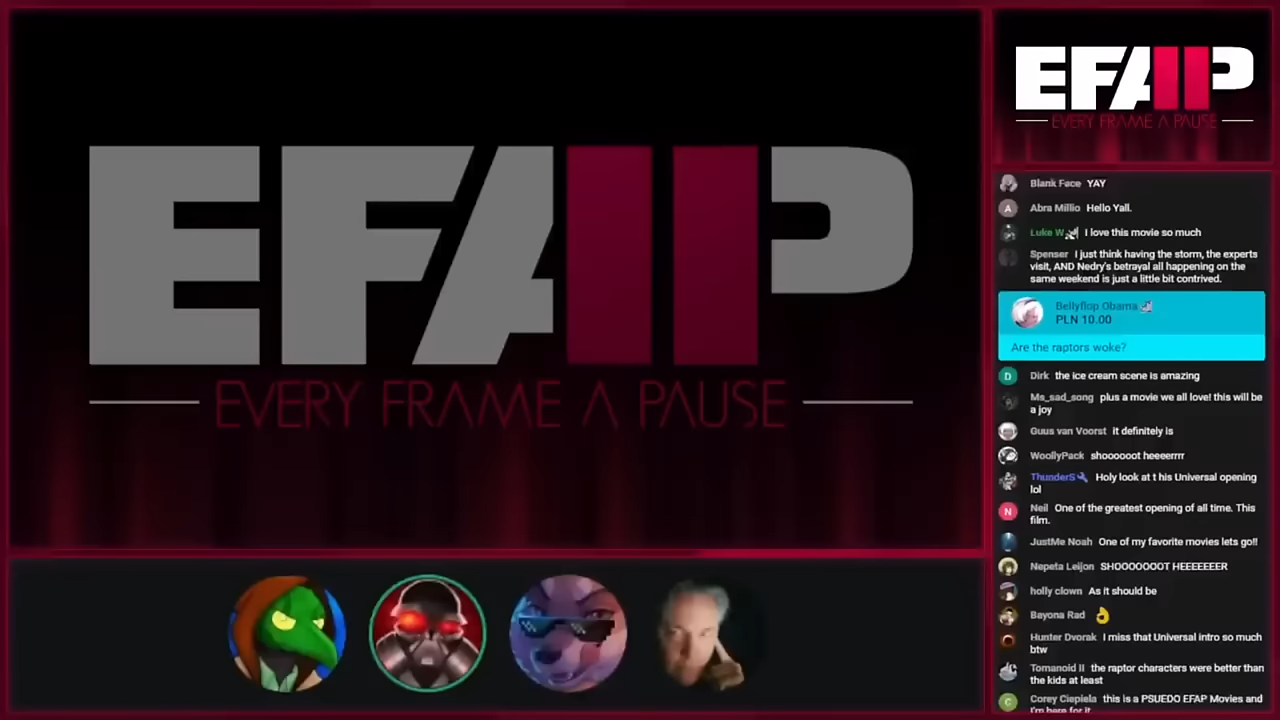 EFAP
EVERY FRAME A PAUSE
EFAP
EVERY FRAME A PAUSE
Blank Face YAY
A Abra Millio Hello Yall.
Luke W I love this movie so much
Spenser I just think having the storm, the experts
visit, AND Nedry's betrayal all happening on the
same weekend is just a little bit contrived.
Bellyflop Obama
PLN 10.00
Are the raptors woke?
D Dirk the ice cream scene is amazing
Ms_sad_song plus a movie we all love! this will be
a joy
Guus van Voorst it definitely is
WoollyPack shoooooot heeeerrr
ThunderS Holy look at t his Universal opening
lol
N Neil One of the greatest opening of all time. This
film.
JustMe Noah One of my favorite movies lets go!!
Nepeta Leijon SHOOOOOOOT HEEEEEEER
holly clown As it should be
Bayona Rad 👌
Hunter Dvorak I miss that Universal intro so much
btw
Tomanoid II the raptor characters were better than
the kids at least
C Corey Ciepiela this is a PSUEDO EFAP Movies and
I'm here for it